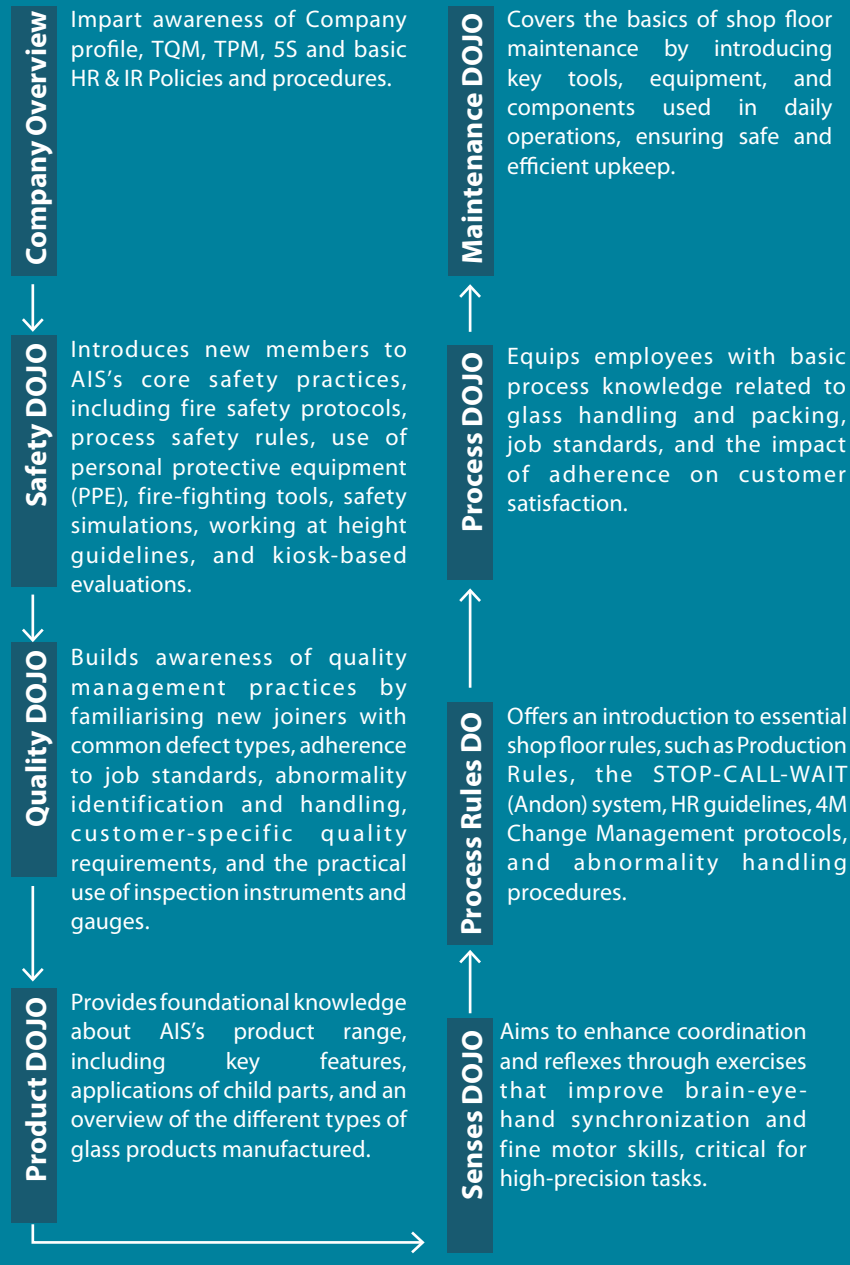 Company Overview
Impart awareness of Company
profile, TQM, TPM, 5S and basic
HR & IR Policies and procedures.
Safety DOJO
Introduces new members to
AIS's core safety practices,
including fire safety protocols,
process safety rules, use of
personal protective equipment
(PPE), fire-fighting tools, safety
simulations, working at height
guidelines, and kiosk-based
evaluations.
Quality DOJO
Builds awareness of quality
management practices by
familiarising new joiners with
common defect types, adherence
to job standards, abnormality
identification and handling,
customer-specific quality
requirements, and the practical
use of inspection instruments and
gauges.
Product DOJO
Provides foundational knowledge
about AIS's product range,
including key features,
applications of child parts, and an
overview of the different types of
glass products manufactured.
Senses DOJO
Aims to enhance coordination
and reflexes through exercises
that improve brain-eye-
hand synchronization and
fine motor skills, critical for
high-precision tasks.
Process Rules DO
Offers an introduction to essential
shop floor rules, such as Production
Rules, the STOP-CALL-WAIT
(Andon) system, HR guidelines, 4M
Change Management protocols,
and abnormality handling
procedures.
Process DOJO
Equips employees with basic
process knowledge related to
glass handling and packing,
job standards, and the impact
of adherence on customer
satisfaction.
Maintenance DOJO
Covers the basics of shop floor
maintenance by introducing
key tools, equipment, and
components used in daily
operations, ensuring safe and
efficient upkeep.